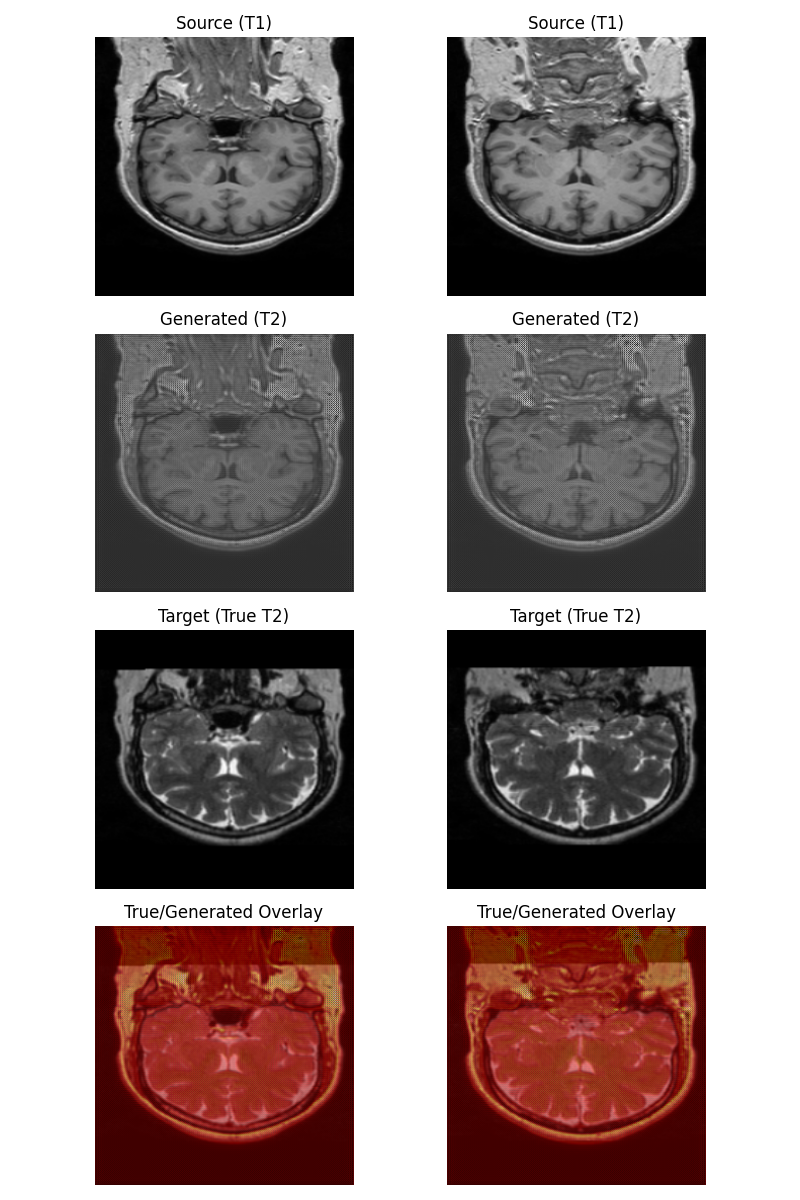 Source (T1)
Source (T1)
Generated (T2)
Generated (T2)
Target (True T2)
Target (True T2)
True/Generated Overlay
True/Generated Overlay